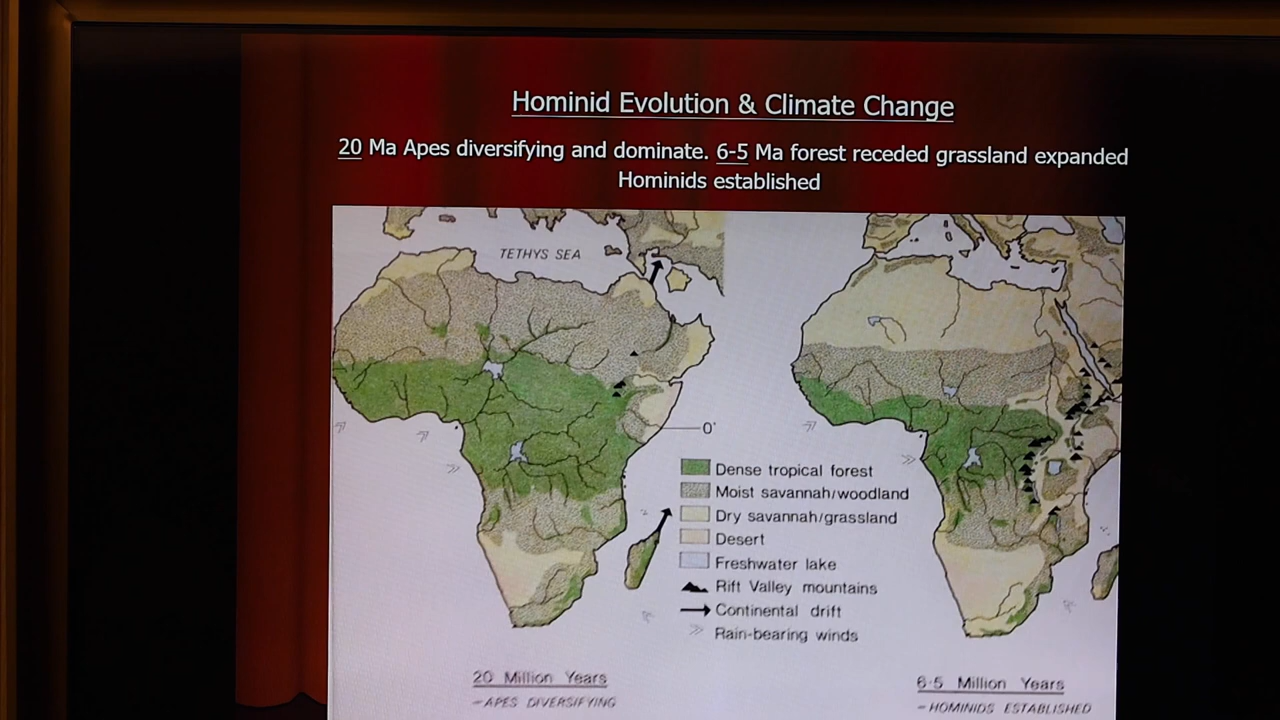 Hominid Evolution & Climate Change
20 Ma Apes diversifying and dominate. 6-5 Ma forest receded grassland expanded
Hominids established
TETHYS SEA
0°
Dense tropical forest
Moist savannah/woodland
Dry savannah/grassland
Desert
Freshwater lake
Rift Valley mountains
Continental drift
Rain-bearing winds
20 Million Years
-APES DIVERSIFYING
6·5 Million Years
-HOMINIDS ESTABLISHED